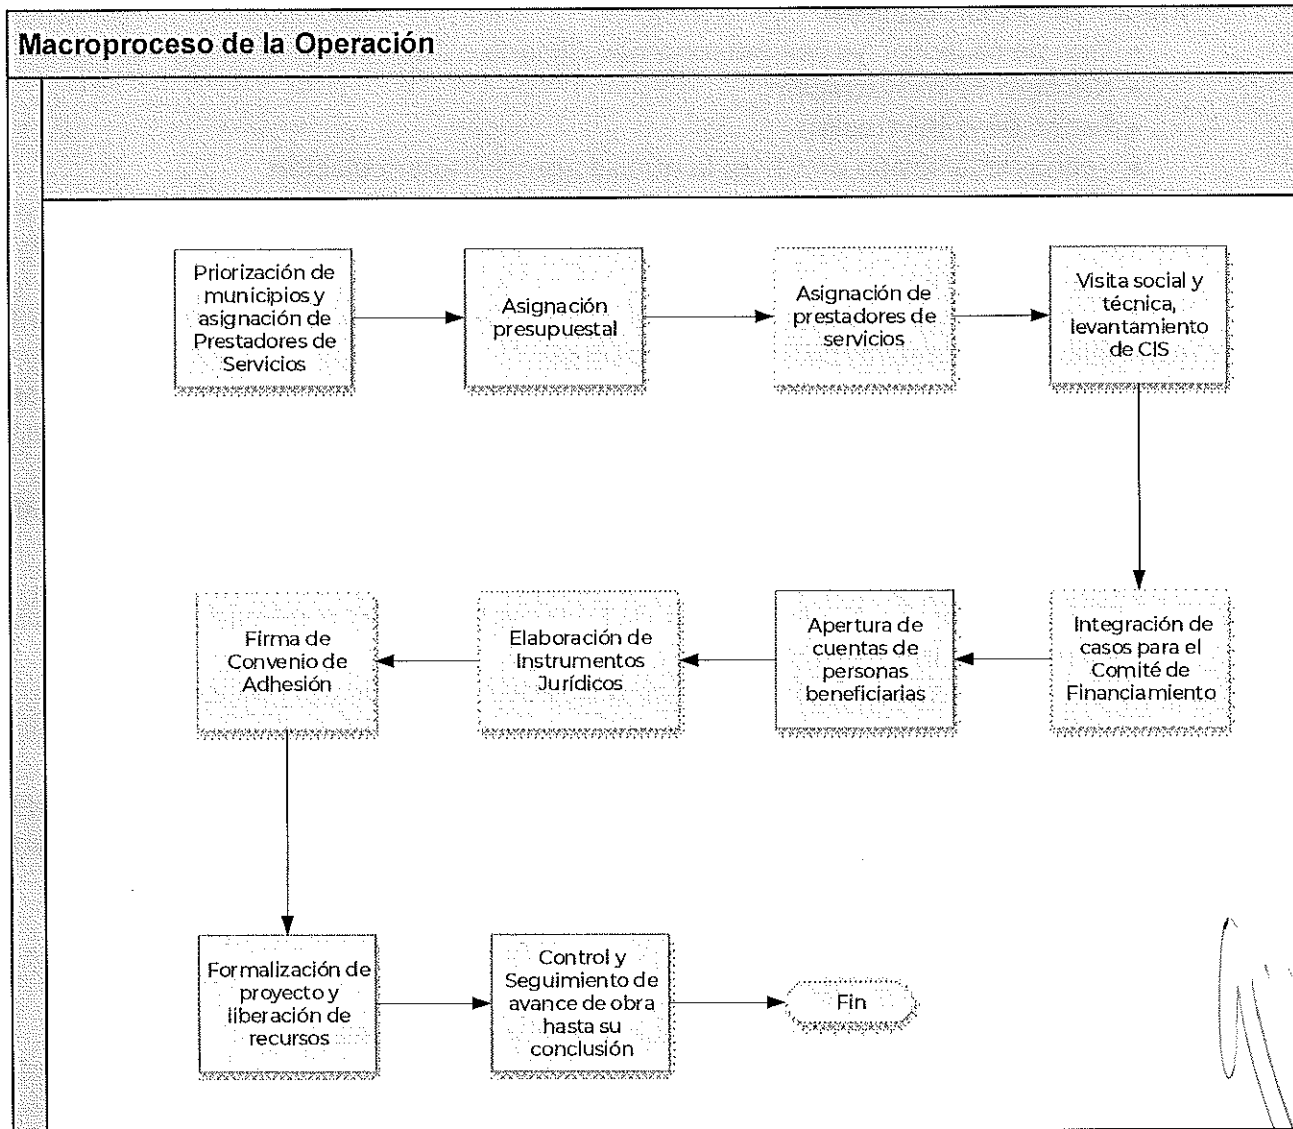 Macroproceso de la Operación
Priorización de
municipios y
asignación de
Prestadores de
Servicios
Asignación
presupuestal
Asignación de
prestadores de
servicios
Visita social y
técnica,
levantamiento
de CIS
Integración de
casos para el
Comité de
Financiamiento
Apertura de
cuentas de
personas
beneficiarias
Elaboración de
Instrumentos
Jurídicos
Firma de
Convenio de
Adhesión
Formalización de
proyecto y
liberación de
recursos
Control y
Seguimiento de
avance de obra
hasta su
conclusión
Fin